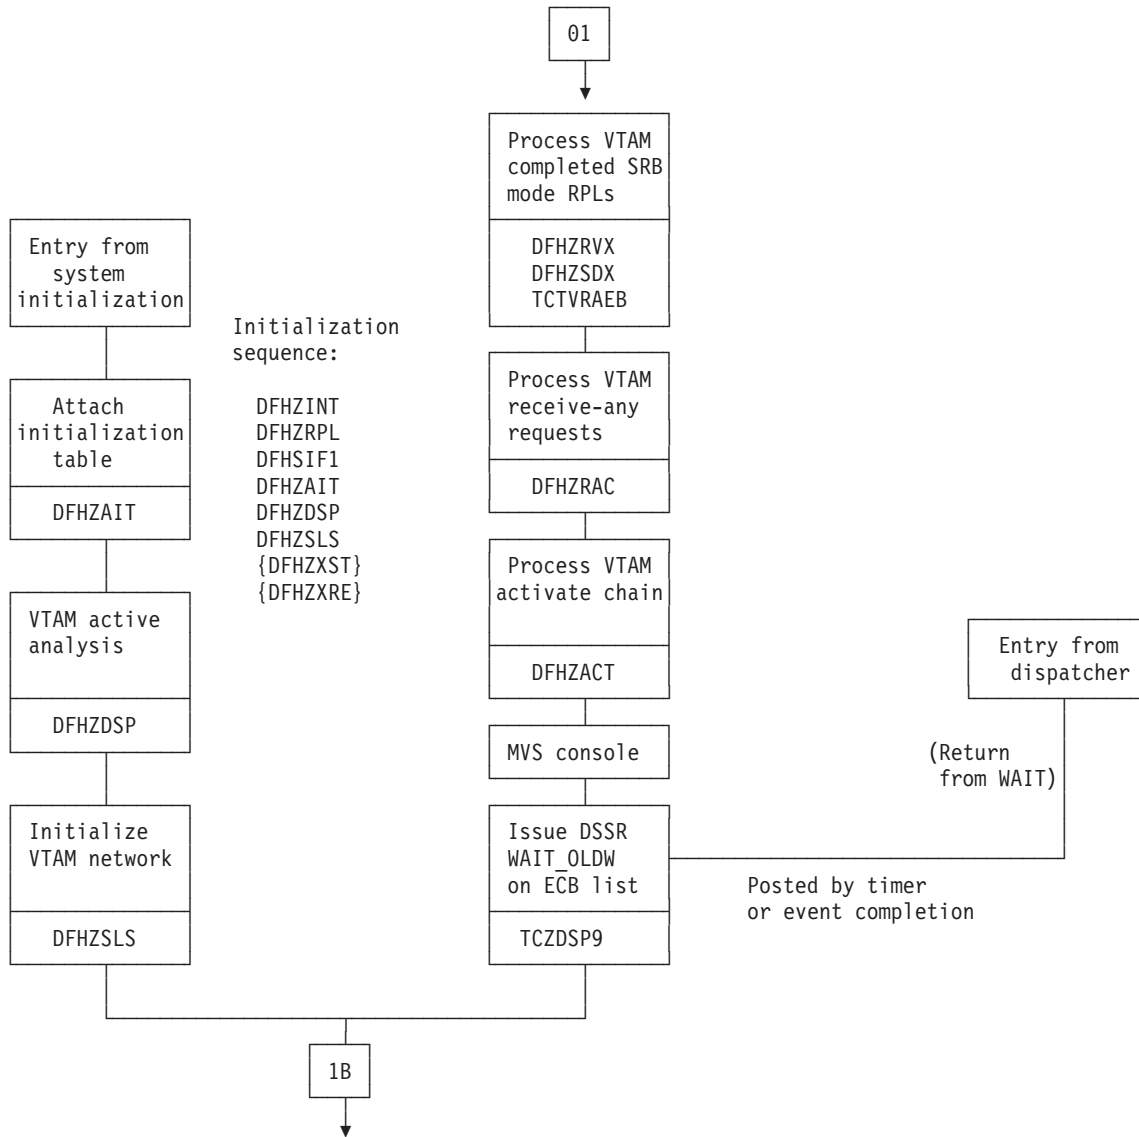 01
Process VTAM
completed SRB
mode RPLs
DFHZRVX
DFHZSDX
TCTVRAEB
Entry from
system
initialization
Initialization
sequence:
DFHZINT
DFHZRPL
DFHSIF1
DFHZAIT
DFHZDSP
DFHZSLS
{DFHZXST}
{DFHZXRE}
Attach
initialization
table
DFHZAIT
VTAM active
analysis
DFHZDSP
Initialize
VTAM network
DFHZSLS
Process VTAM
receive-any
requests
DFHZRAC
Process VTAM
activate chain
DFHZACT
MVS console
Issue DSSR
WAIT_OLDW
on ECB list
TCZDSP9
Entry from
dispatcher
(Return
from WAIT)
Posted by timer
or event completion
1B